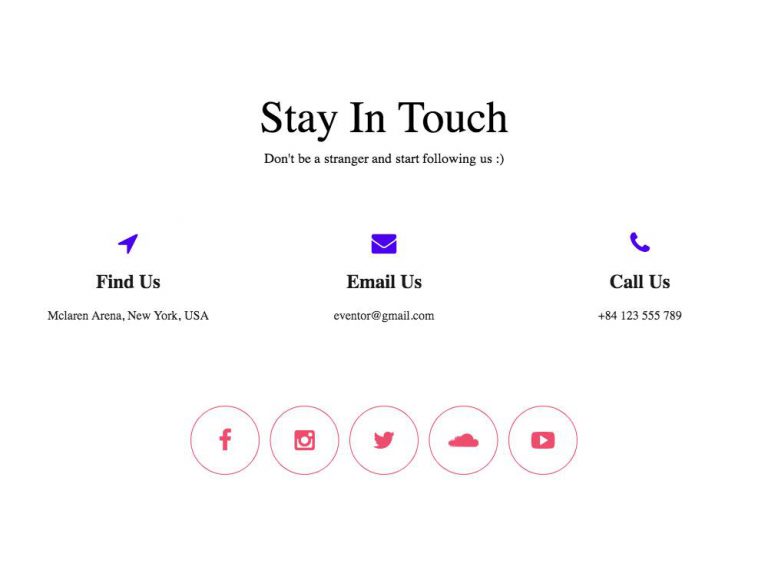 Stay In Touch
Don't be a stranger and start following us :)
Find Us
Mclaren Arena, New York, USA
Email Us
eventor@gmail.com
Call Us
+84 123 555 789